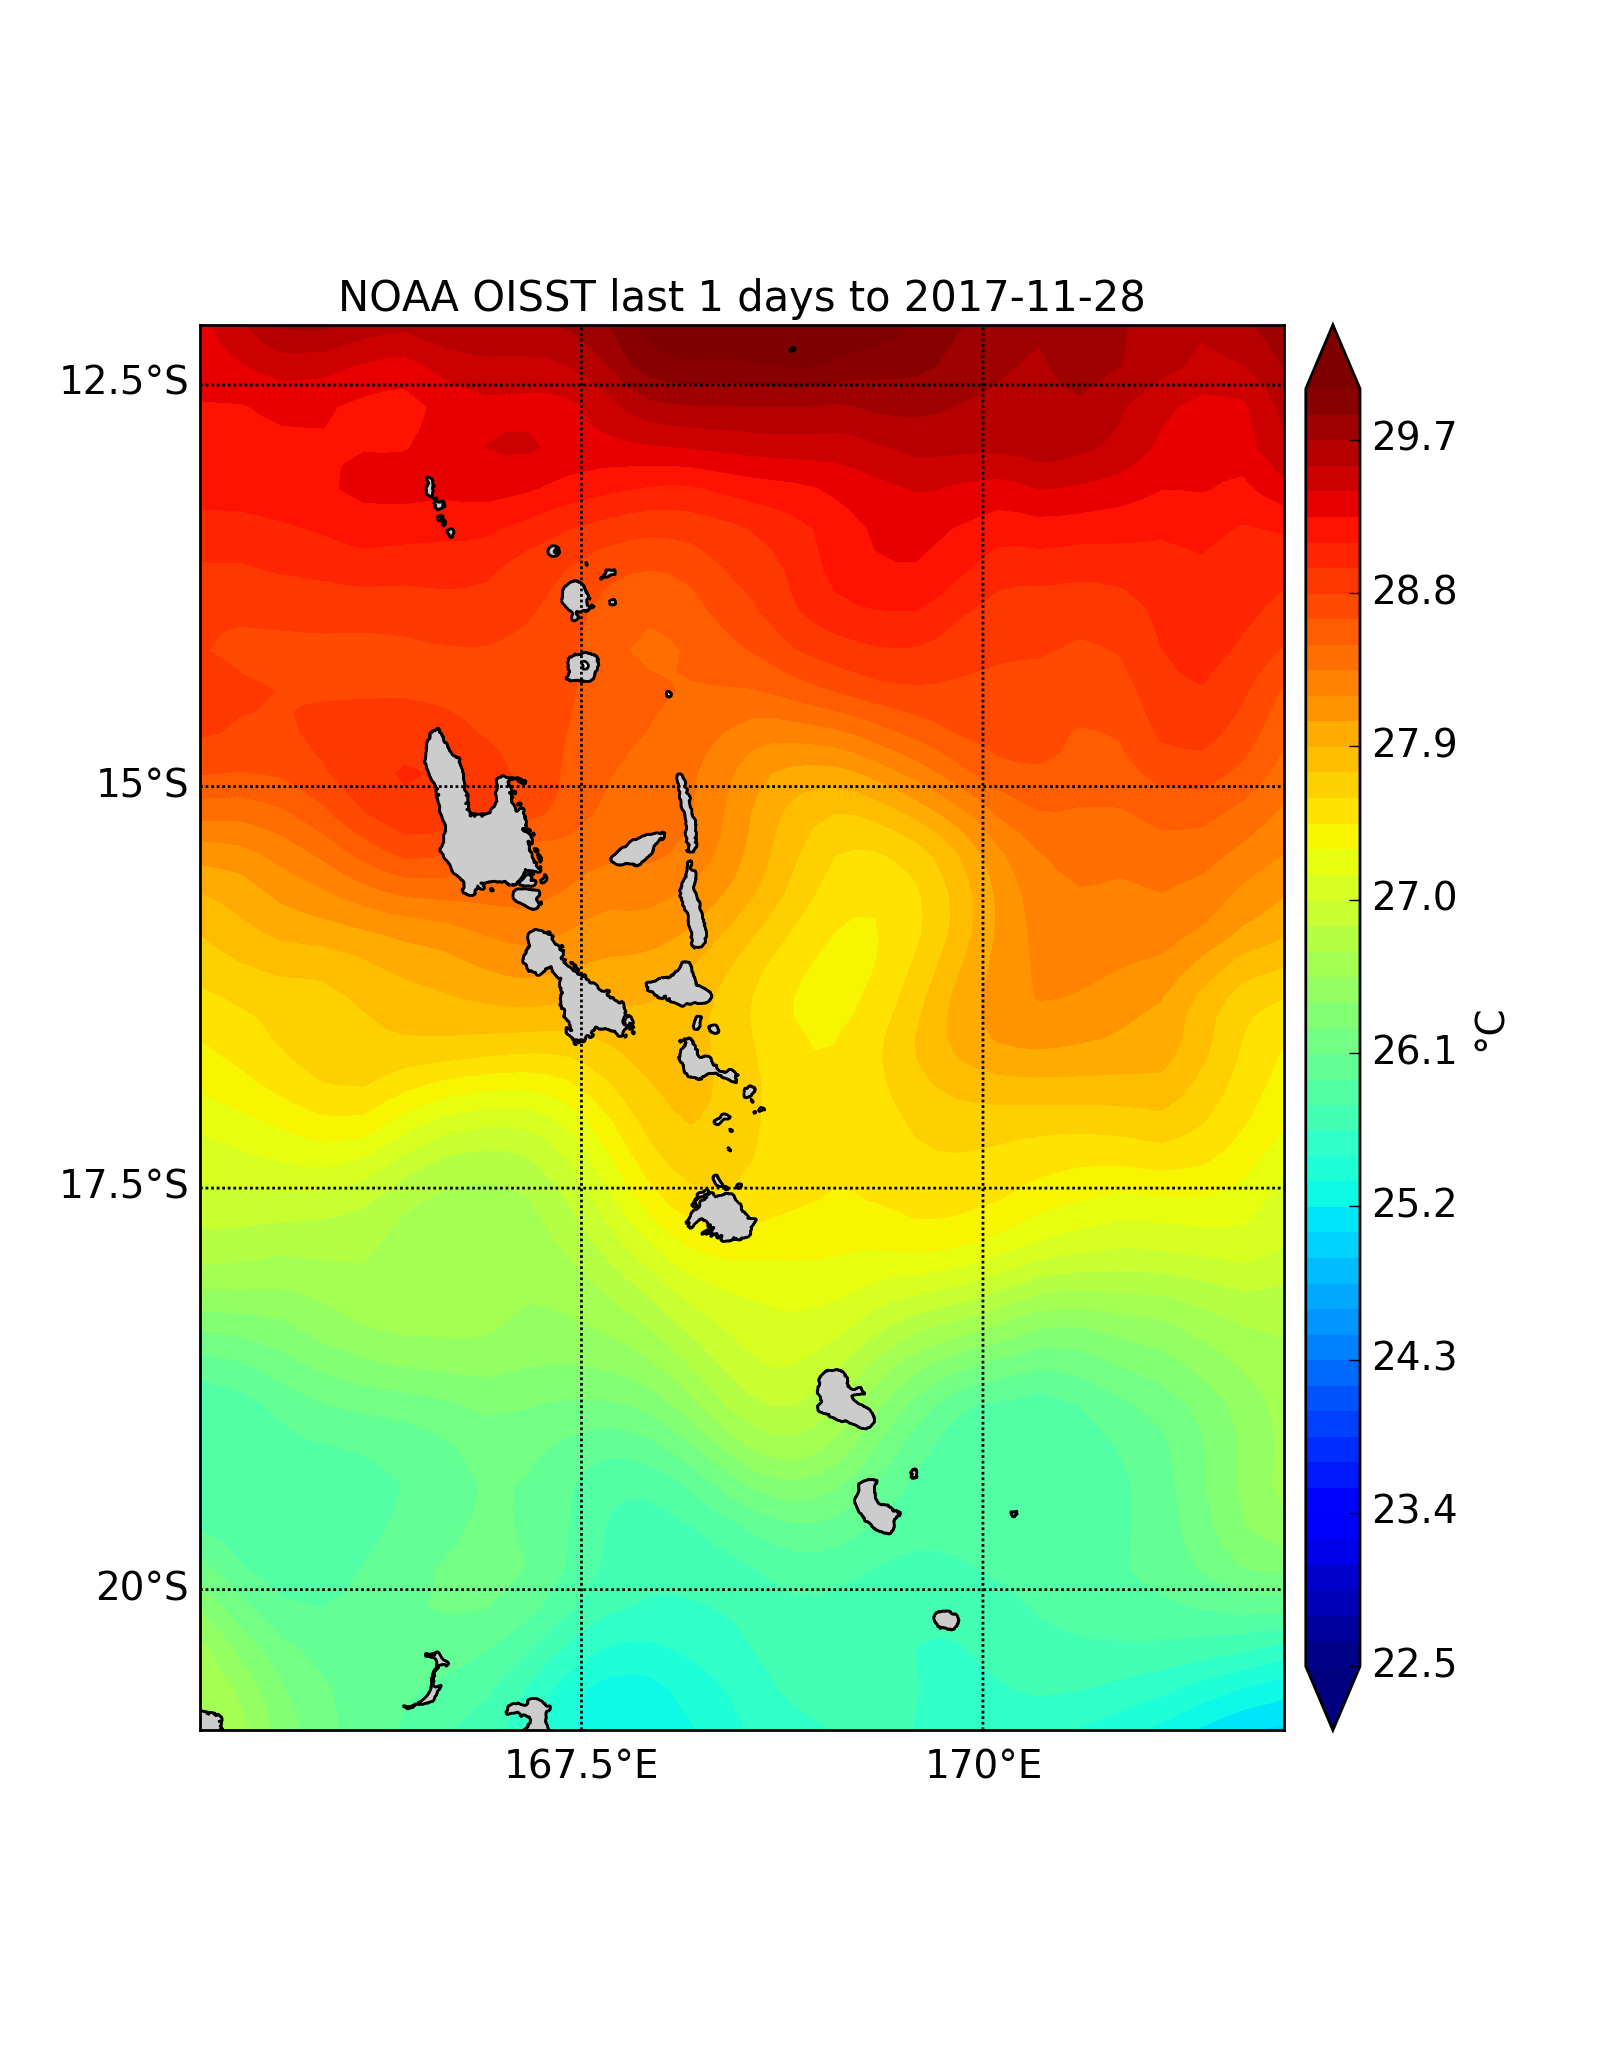 NOAA OISST last 1 days to 2017-11-28
12.5°S
15°S
17.5°S
20°S
167.5°E
170°E
29.7
28.8
27.9
27.0
26.1
25.2
24.3
23.4
22.5
°C